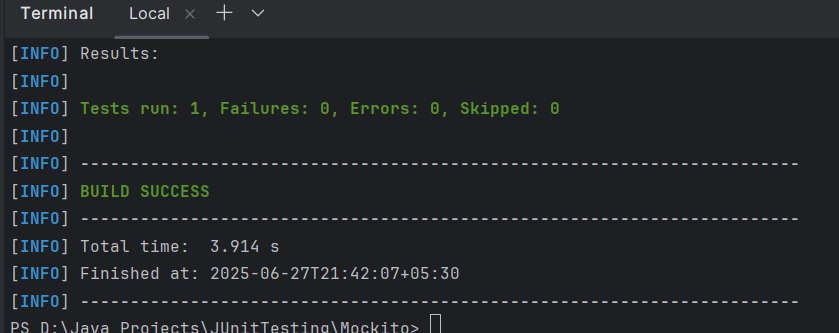 Terminal Local
[INFO] Results:
[INFO]
[INFO] Tests run: 1, Failures: 0, Errors: 0, Skipped: 0
[INFO]
[INFO] ------------------------------------------------------------------------
[INFO] BUILD SUCCESS
[INFO] ------------------------------------------------------------------------
[INFO] Total time:  3.914 s
[INFO] Finished at: 2025-06-27T21:42:07+05:30
[INFO] ------------------------------------------------------------------------
PS D:\Java Projects\JUnitTesting\Mockito>